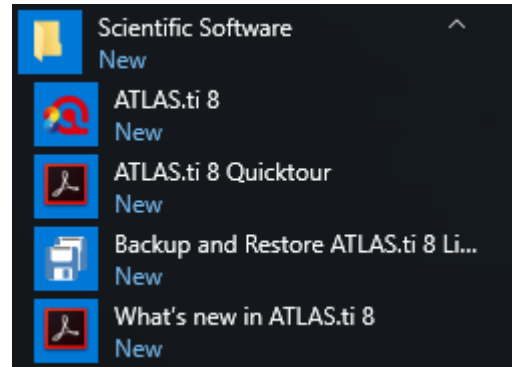 Scientific Software
New
ATLAS.ti 8
New
ATLAS.ti 8 Quicktour
New
Backup and Restore ATLAS.ti 8 Li...
New
What's new in ATLAS.ti 8
New